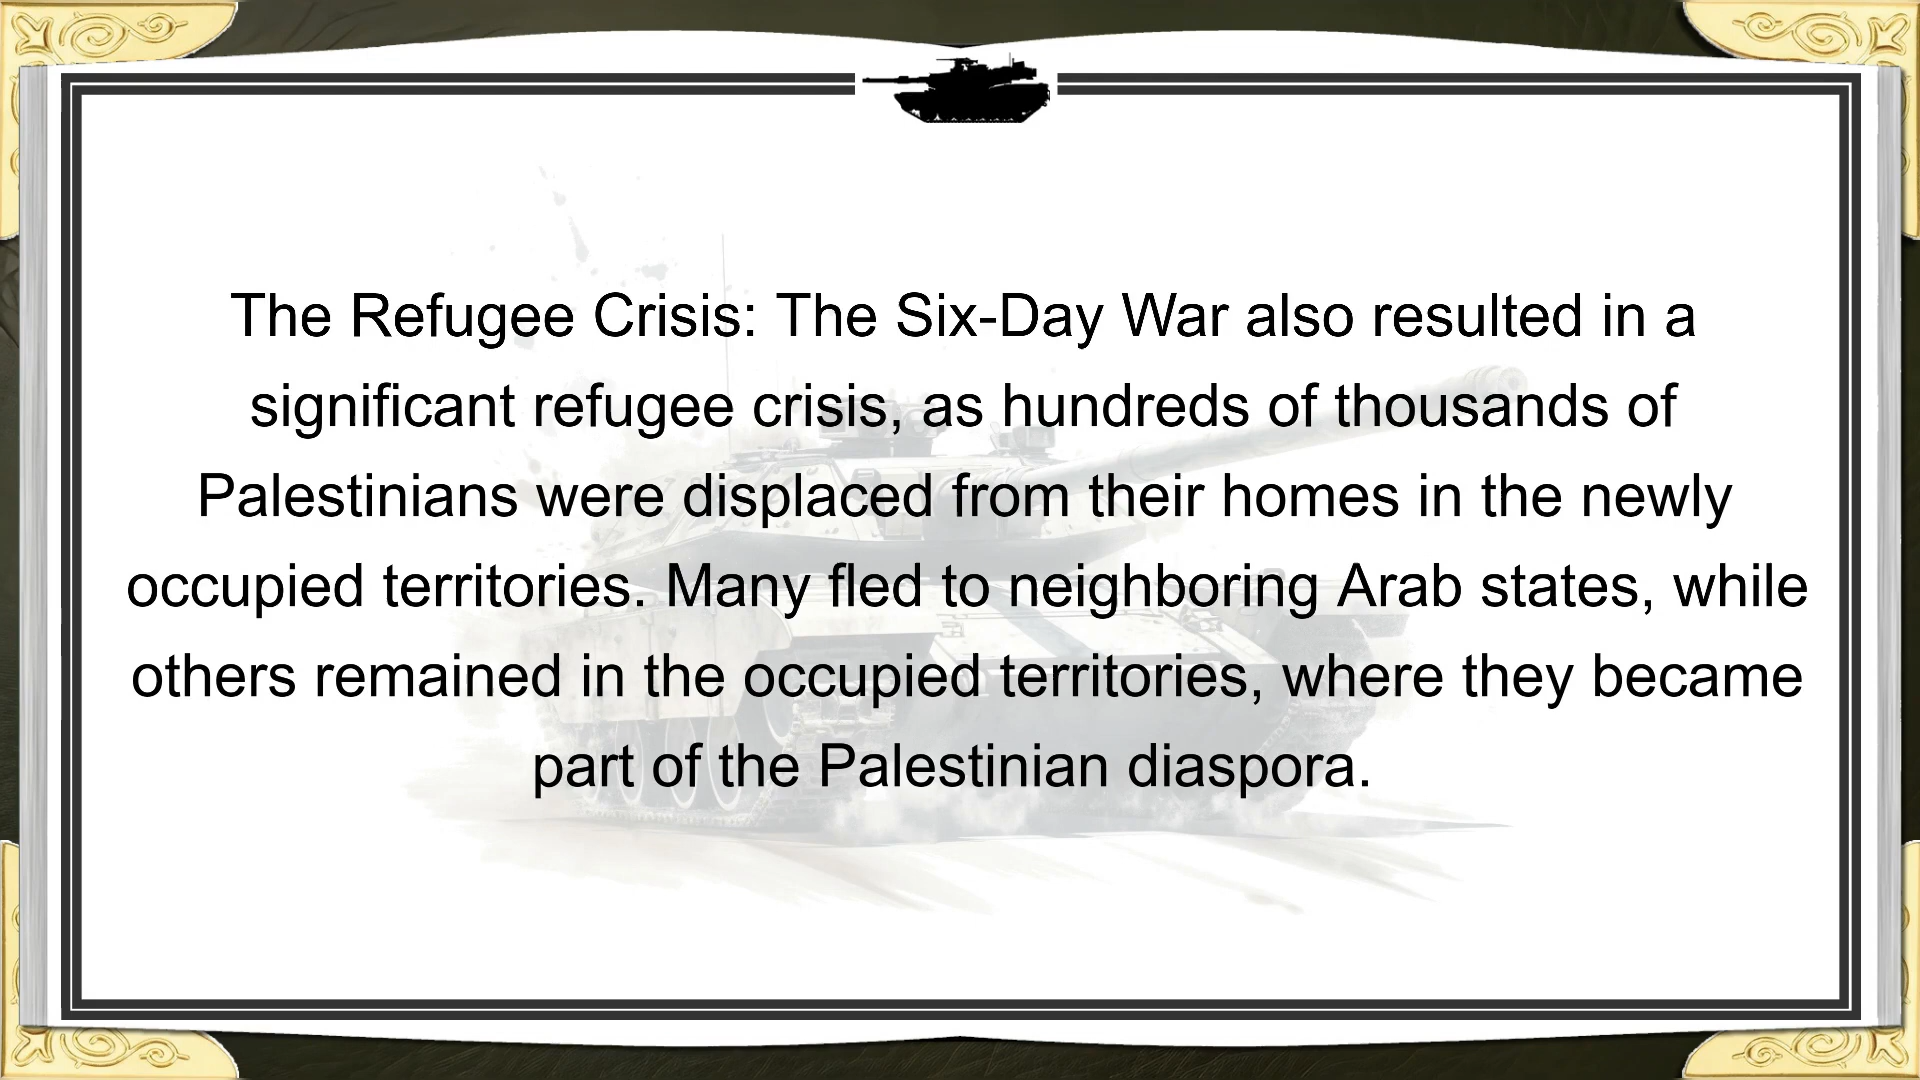 The Refugee Crisis: The Six-Day War also resulted in a
significant refugee crisis, as hundreds of thousands of
Palestinians were displaced from their homes in the newly
occupied territories. Many fled to neighboring Arab states, while
others remained in the occupied territories, where they became
part of the Palestinian diaspora.